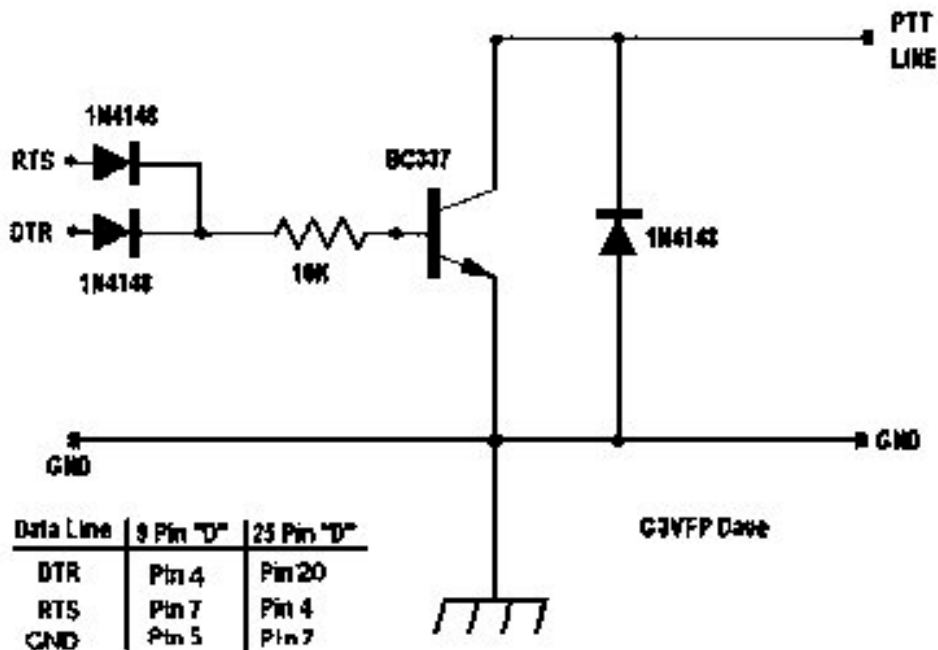 PTT
LINE
1N4148
RTS
BC337
DTR
1N4148
10K
1N4148
GND
GND
G3VFP Dave
Data Line 9 Pin "D" 25 Pin "D"
DTR Pin 4 Pin 20
RTS Pin 7 Pin 4
GND Pin 5 Pin 7